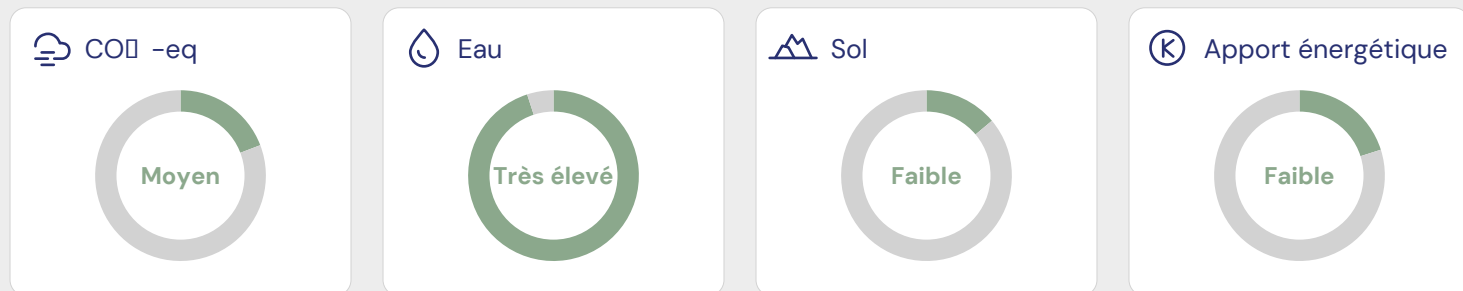 CO▯ -eq
Moyen
Eau
Très élevé
Sol
Faible
Apport énergétique
Faible